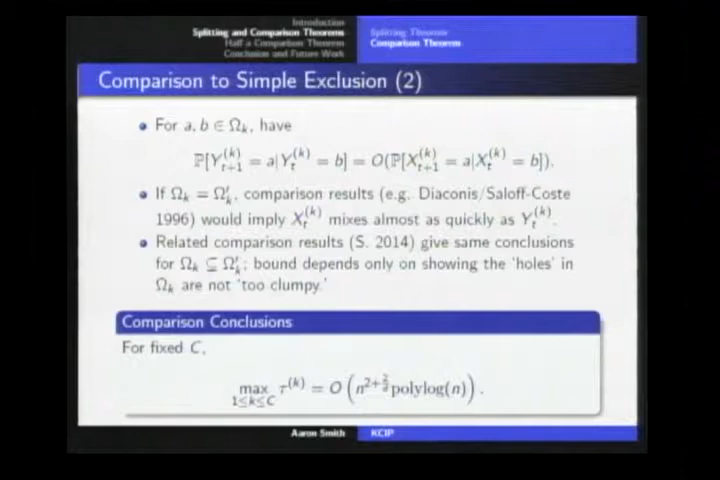 Introduction
Splitting and Comparison Theorems
Half a Comparison Theorem
Conclusion and Future Work
Splitting Theorem
Comparison Theorem
Comparison to Simple Exclusion (2)
For a, b ∈ Ω_k, have
ℙ[Y_{t+1}^{(k)} = a|Y_t^{(k)} = b] = O(ℙ[X_{t+1}^{(k)} = a|X_t^{(k)} = b]).
If Ω_k = Ω'_k, comparison results (e.g. Diaconis/Saloff-Coste
1996) would imply X_t^{(k)} mixes almost as quickly as Y_t^{(k)}.
Related comparison results (S. 2014) give same conclusions
for Ω_k ⊊ Ω'_k; bound depends only on showing the 'holes' in
Ω_k are not 'too clumpy.'
Comparison Conclusions
For fixed C,
max_{1≤k≤C} τ^{(k)} = O(n^{2+\frac{2}{d}} polylog(n)).
Aaron Smith
KCIP